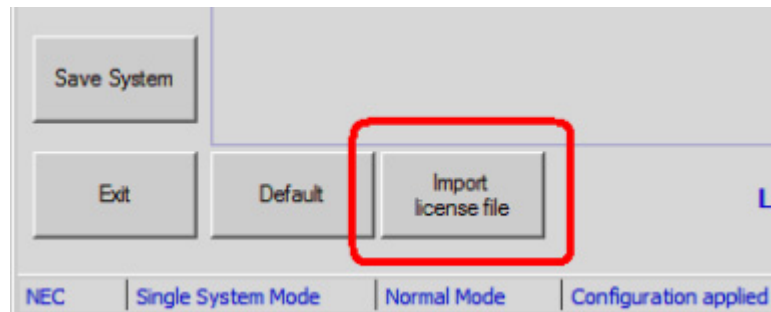 Save System
Exit
Default
Import
license file
L
NEC
Single System Mode
Normal Mode
Configuration applied